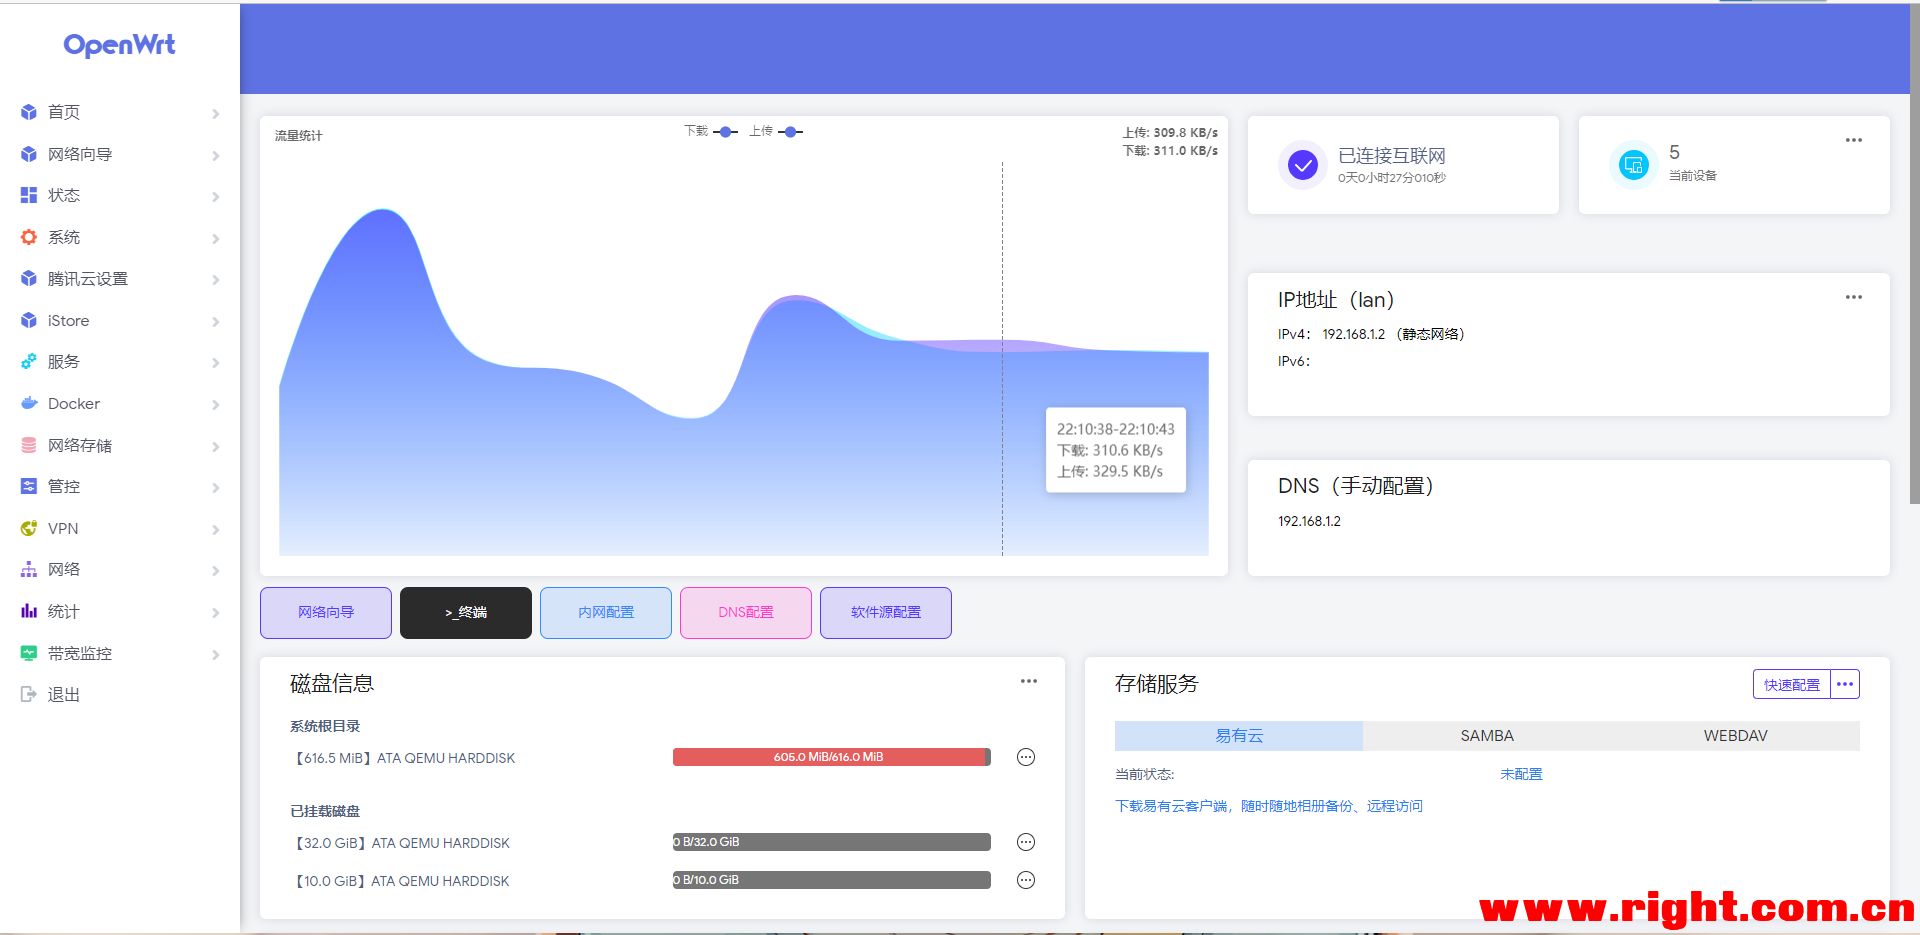 OpenWrt
首页
网络向导
状态
系统
腾讯云设置
iStore
服务
Docker
网络存储
管控
VPN
网络
统计
带宽监控
退出
流量统计
下载
上传
上传: 309.8 KB/s
下载: 311.0 KB/s
22:10:38-22:10:43
下载: 310.6 KB/s
上传: 329.5 KB/s
已连接互联网
0天0小时27分010秒
5
当前设备
IP地址（lan）
IPv4： 192.168.1.2 （静态网络）
IPv6：
DNS（手动配置）
192.168.1.2
网络向导
>_终端
内网配置
DNS配置
软件源配置
磁盘信息
系统根目录
【616.5 MiB】ATA QEMU HARDDISK
605.0 MiB/616.0 MiB
已挂载磁盘
【32.0 GiB】ATA QEMU HARDDISK
0 B/32.0 GiB
【10.0 GiB】ATA QEMU HARDDISK
0 B/10.0 GiB
存储服务
快速配置
易有云 SAMBA WEBDAV
当前状态: 未配置
下载易有云客户端，随时随地相册备份、远程访问
www.right.com.cn